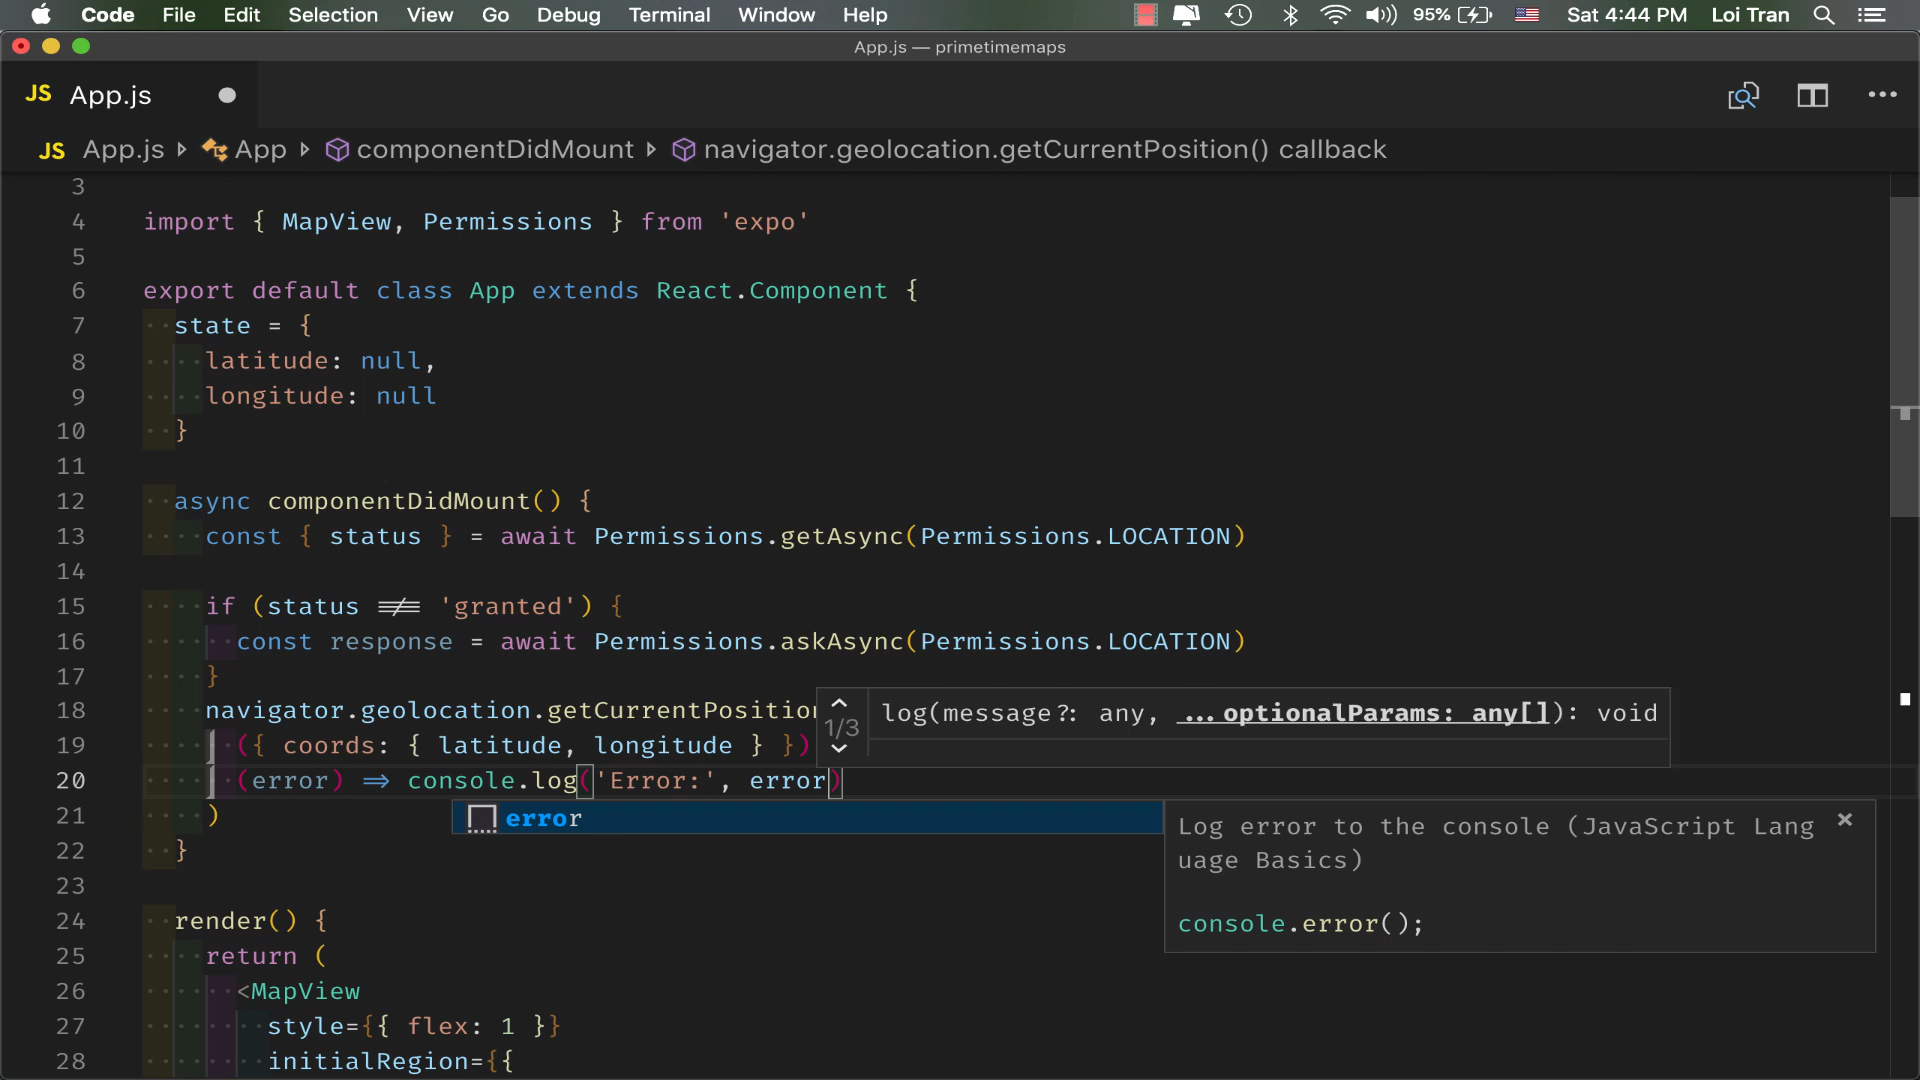 Code File Edit Selection View Go Debug Terminal Window Help 95% Sat 4:44 PM Loi Tran
App.js — primetimemaps
JS App.js
JS App.js App componentDidMount navigator.geolocation.getCurrentPosition() callback
3
4 import { MapView, Permissions } from 'expo'
5
6 export default class App extends React.Component {
7 state = {
8 latitude: null,
9 longitude: null
10 }
11
12 async componentDidMount() {
13 const { status } = await Permissions.getAsync(Permissions.LOCATION)
14
15 if (status !== 'granted') {
16 const response = await Permissions.askAsync(Permissions.LOCATION)
17 }
18 navigator.geolocation.getCurrentPosition
1/3 log(message?: any, ...optionalParams: any[]): void
19 ({ coords: { latitude, longitude } })
20 (error) => console.log('Error:', error)
error
Log error to the console (JavaScript Lang
uage Basics)
console.error();
21 )
22 }
23
24 render() {
25 return (
26 <MapView
27 style={{ flex: 1 }}
28 initialRegion={{